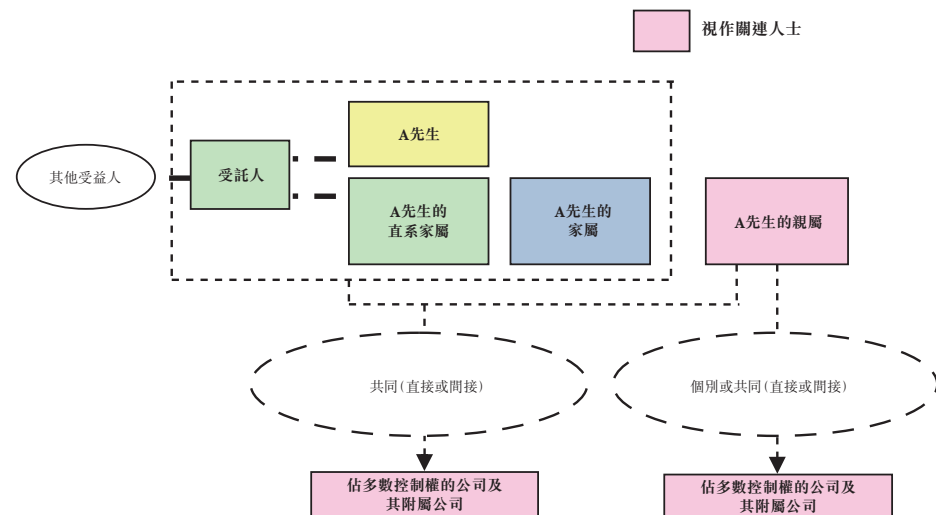 視作關連人士
其他受益人
受託人
A先生
A先生的
直系家屬
A先生的
家屬
A先生的親屬
共同(直接或間接)
個別或共同(直接或間接)
佔多數控制權的公司及
其附屬公司
佔多數控制權的公司及
其附屬公司